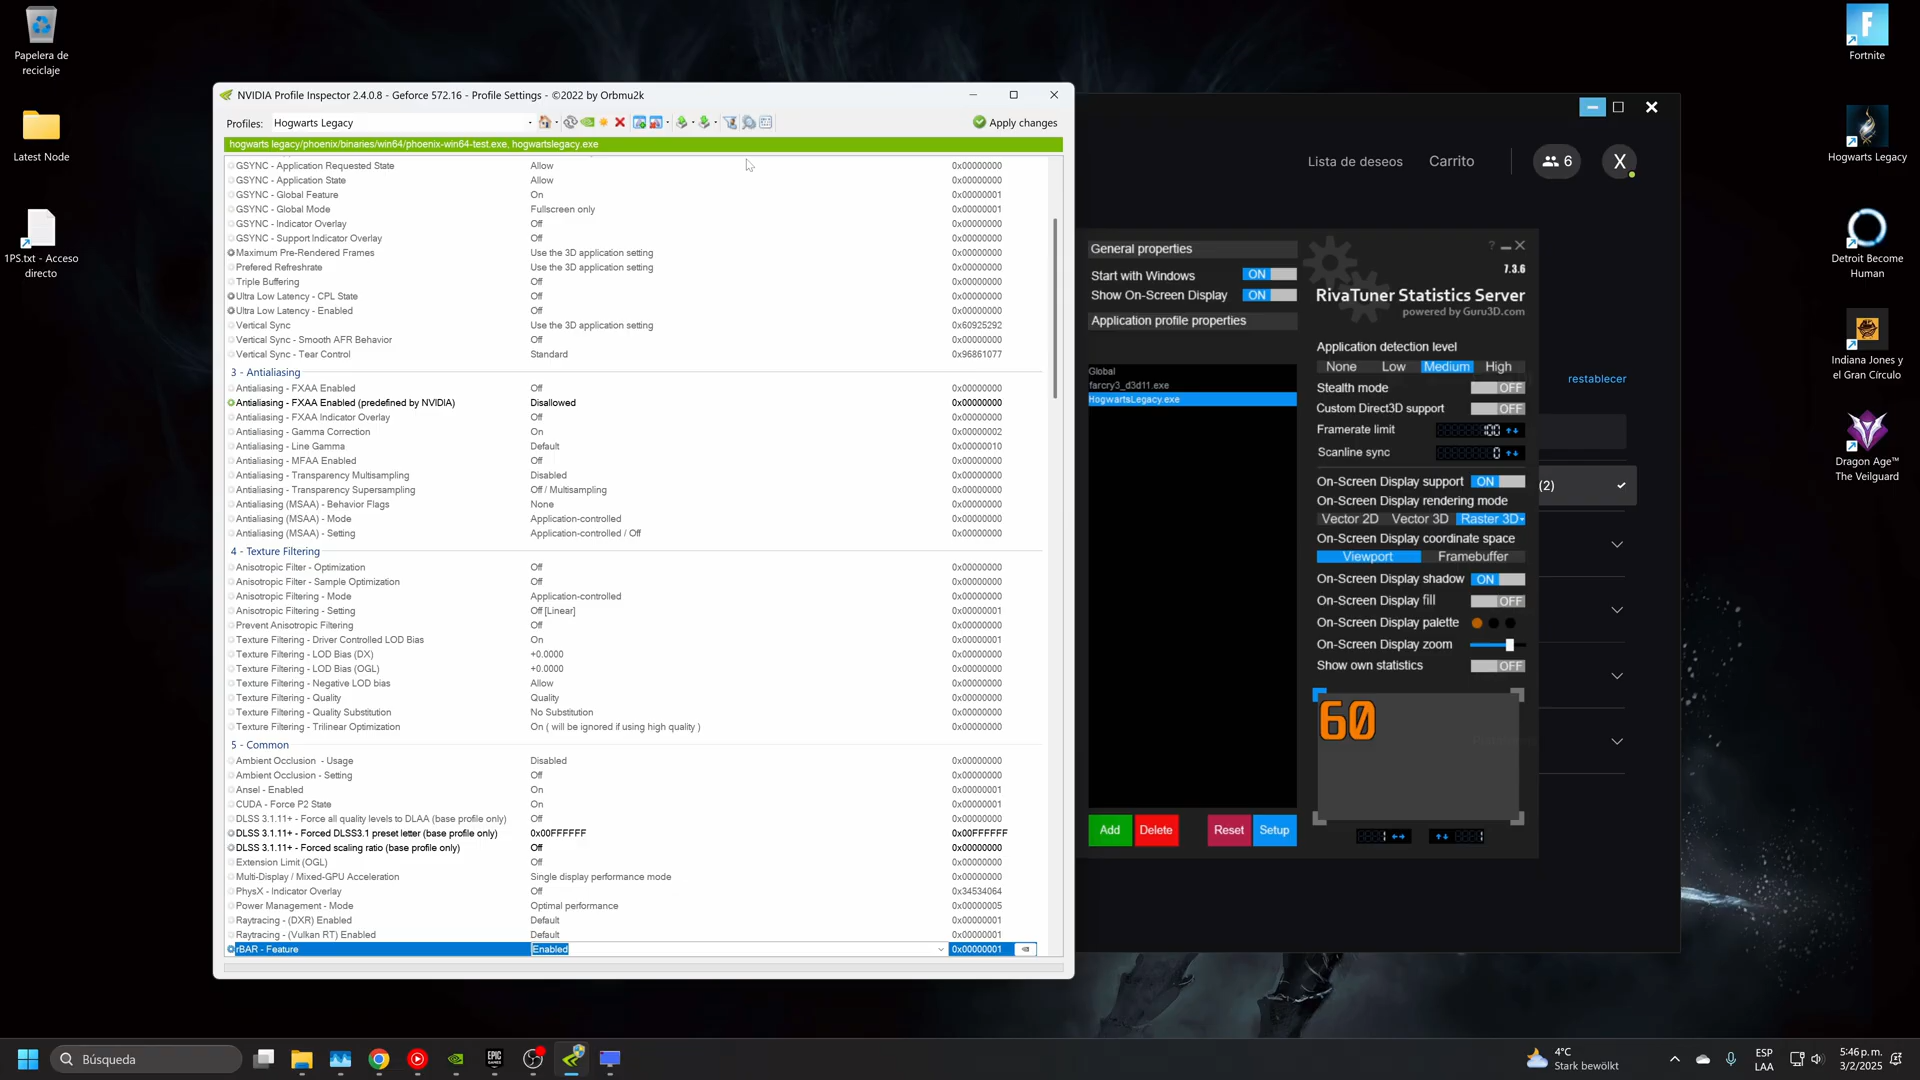 Papelera de
reciclaje
Latest Node
1PS.txt - Acceso
directo
NVIDIA Profile Inspector 2.4.0.8 - Geforce 572.16 - Profile Settings - ©2022 by Orbmu2k
Profiles: Hogwarts Legacy
Apply changes
hogwarts legacy/phoenix/binaries/win64/phoenix-win64-test.exe, hogwartslegacy.exe
GSYNC - Application Requested State Allow 0x00000000
GSYNC - Application State Allow 0x00000000
GSYNC - Global Feature On 0x00000001
GSYNC - Global Mode Fullscreen only 0x00000001
GSYNC - Indicator Overlay Off 0x00000000
GSYNC - Support Indicator Overlay Off 0x00000000
Maximum Pre-Rendered Frames Use the 3D application setting 0x00000000
Prefered Refreshrate Use the 3D application setting 0x00000000
Triple Buffering Off 0x00000000
Ultra Low Latency - CPL State Off 0x00000000
Ultra Low Latency - Enabled Off 0x00000000
Vertical Sync Use the 3D application setting 0x60925292
Vertical Sync - Smooth AFR Behavior Off 0x00000000
Vertical Sync - Tear Control Standard 0x96861077
3 - Antialiasing
Antialiasing - FXAA Enabled Off 0x00000000
Antialiasing - FXAA Enabled (predefined by NVIDIA) Disallowed 0x00000000
Antialiasing - FXAA Indicator Overlay Off 0x00000000
Antialiasing - Gamma Correction On 0x00000002
Antialiasing - Line Gamma Default 0x00000010
Antialiasing - MFAA Enabled Off 0x00000000
Antialiasing - Transparency Multisampling Disabled 0x00000000
Antialiasing - Transparency Supersampling Off / Multisampling 0x00000000
Antialiasing (MSAA) - Behavior Flags None 0x00000000
Antialiasing (MSAA) - Mode Application-controlled 0x00000000
Antialiasing (MSAA) - Setting Application-controlled / Off 0x00000000
4 - Texture Filtering
Anisotropic Filter - Optimization Off 0x00000000
Anisotropic Filter - Sample Optimization Off 0x00000000
Anisotropic Filtering - Mode Application-controlled 0x00000000
Anisotropic Filtering - Setting Off [Linear] 0x00000001
Prevent Anisotropic Filtering Off 0x00000000
Texture Filtering - Driver Controlled LOD Bias On 0x00000001
Texture Filtering - LOD Bias (DX) +0.0000 0x00000000
Texture Filtering - LOD Bias (OGL) +0.0000 0x00000000
Texture Filtering - Negative LOD bias Allow 0x00000000
Texture Filtering - Quality Quality 0x00000000
Texture Filtering - Quality Substitution No Substitution 0x00000000
Texture Filtering - Trilinear Optimization On ( will be ignored if using high quality ) 0x00000000
5 - Common
Ambient Occlusion - Usage Disabled 0x00000000
Ambient Occlusion - Setting Off 0x00000000
Ansel - Enabled On 0x00000001
CUDA - Force P2 State On 0x00000001
DLSS 3.1.11+ - Force all quality levels to DLAA (base profile only) Off 0x00000000
DLSS 3.1.11+ - Forced DLSS3.1 preset letter (base profile only) 0x00FFFFFF 0x00FFFFFF
DLSS 3.1.11+ - Forced scaling ratio (base profile only) Off 0x00000000
Extension Limit (OGL) Off 0x00000000
Multi-Display / Mixed-GPU Acceleration Single display performance mode 0x00000000
PhysX - Indicator Overlay Off 0x34534064
Power Management - Mode Optimal performance 0x00000005
Raytracing - (DXR) Enabled Default 0x00000001
Raytracing - (Vulkan RT) Enabled Default 0x00000001
rBAR - Feature Enabled 0x00000001
Lista de deseos Carrito 6 X
restablecer
(2)
General properties
Start with Windows ON
Show On-Screen Display ON
Application profile properties
Global
farcry3_d3d11.exe
HogwartsLegacy.exe
Add Delete Reset Setup
?
7.3.6
RivaTuner Statistics Server
powered by Guru3D.com
Application detection level
None Low Medium High
Stealth mode OFF
Custom Direct3D support OFF
Framerate limit 100
Scanline sync 0
On-Screen Display support ON
On-Screen Display rendering mode
Vector 2D Vector 3D Raster 3D
On-Screen Display coordinate space
Viewport Framebuffer
On-Screen Display shadow ON
On-Screen Display fill OFF
On-Screen Display palette
On-Screen Display zoom
Show own statistics OFF
60
1 1
Fortnite
Hogwarts Legacy
Detroit Become
Human
Indiana Jones y
el Gran Círculo
Dragon Age™
The Veilguard
Búsqueda
EPIC
GAMES
4°C
Stark bewölkt
ESP
LAA
5:46 p. m.
3/2/2025